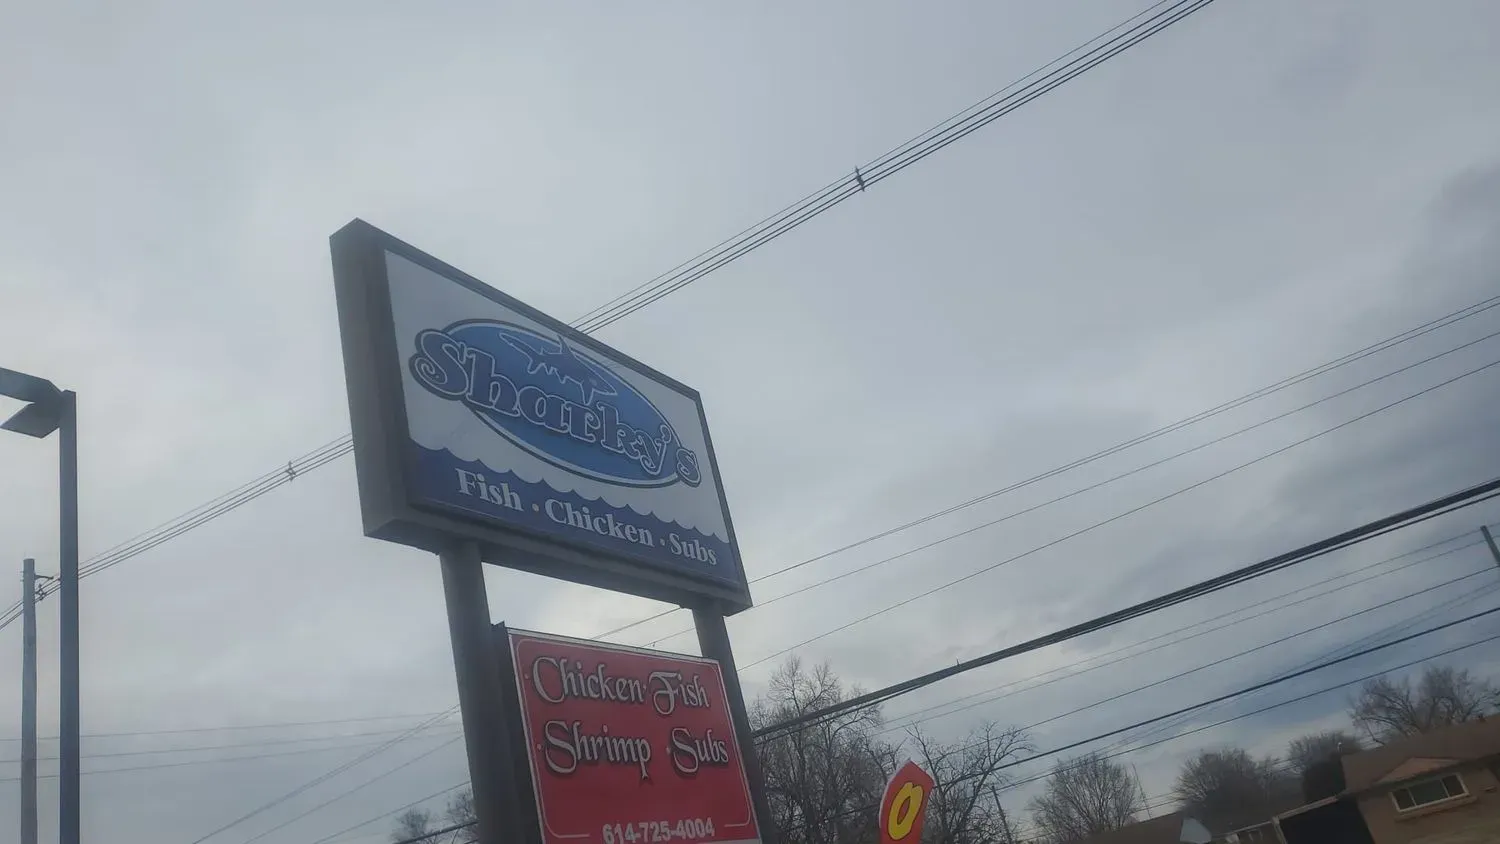 Sharky's
Fish · Chicken · Subs
Chicken · Fish
· Shrimp · Subs
614-725-4004
O